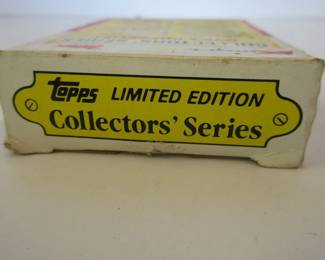 Topps LIMITED EDITION
Collectors' Series